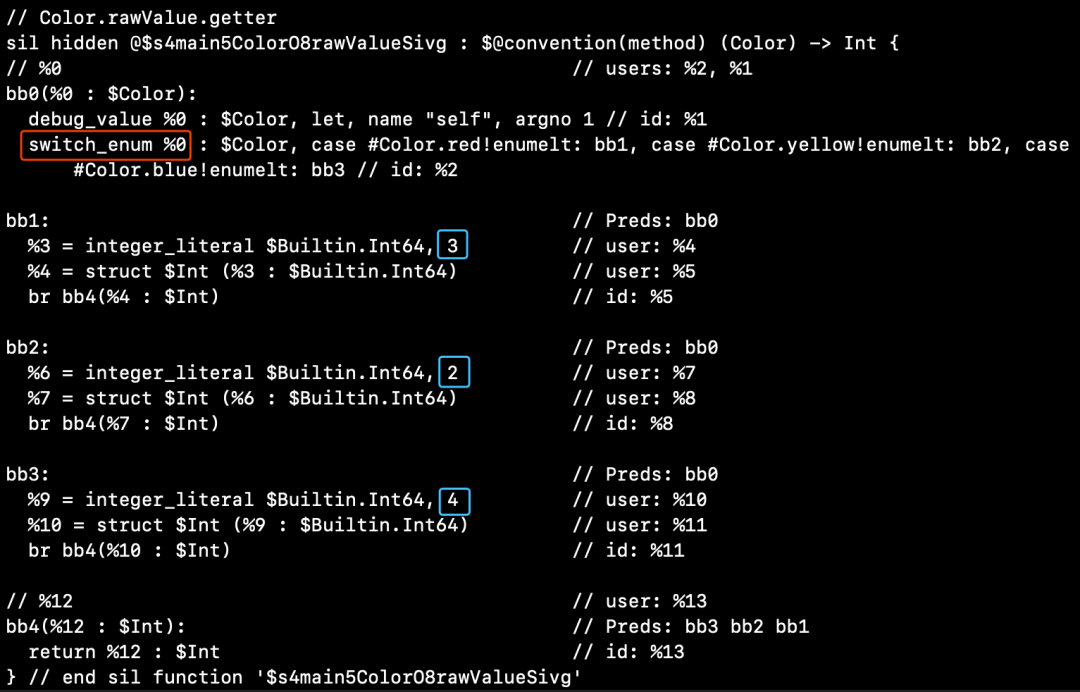 // Color.rawValue.getter
sil hidden @$s4main5ColorO8rawValueSivg : $@convention(method) (Color) -> Int {
// %0                                             // users: %2, %1
bb0(%0 : $Color):
  debug_value %0 : $Color, let, name "self", argno 1 // id: %1
  switch_enum %0 : $Color, case #Color.red!enumelt: bb1, case #Color.yellow!enumelt: bb2, case
      #Color.blue!enumelt: bb3 // id: %2
bb1:                                              // Preds: bb0
  %3 = integer_literal $Builtin.Int64, 3          // user: %4
  %4 = struct $Int (%3 : $Builtin.Int64)          // user: %5
  br bb4(%4 : $Int)                               // id: %5
bb2:                                              // Preds: bb0
  %6 = integer_literal $Builtin.Int64, 2          // user: %7
  %7 = struct $Int (%6 : $Builtin.Int64)          // user: %8
  br bb4(%7 : $Int)                               // id: %8
bb3:                                              // Preds: bb0
  %9 = integer_literal $Builtin.Int64, 4          // user: %10
  %10 = struct $Int (%9 : $Builtin.Int64)         // user: %11
  br bb4(%10 : $Int)                              // id: %11
// %12                                            // user: %13
bb4(%12 : $Int):                                  // Preds: bb3 bb2 bb1
  return %12 : $Int                               // id: %13
} // end sil function '$s4main5ColorO8rawValueSivg'